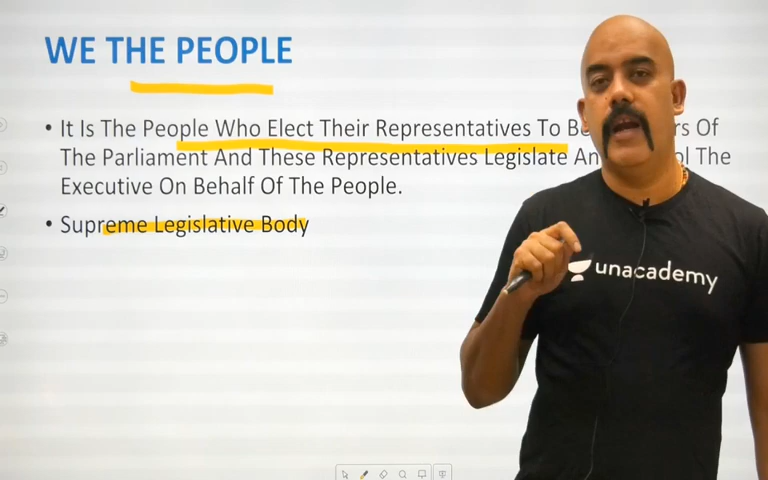 WE THE PEOPLE
• It Is The People Who Elect Their Representatives To Of
The Parliament And These Representatives Legislate The
Executive On Behalf Of The People.
• Supreme Legislative Body
unacademy